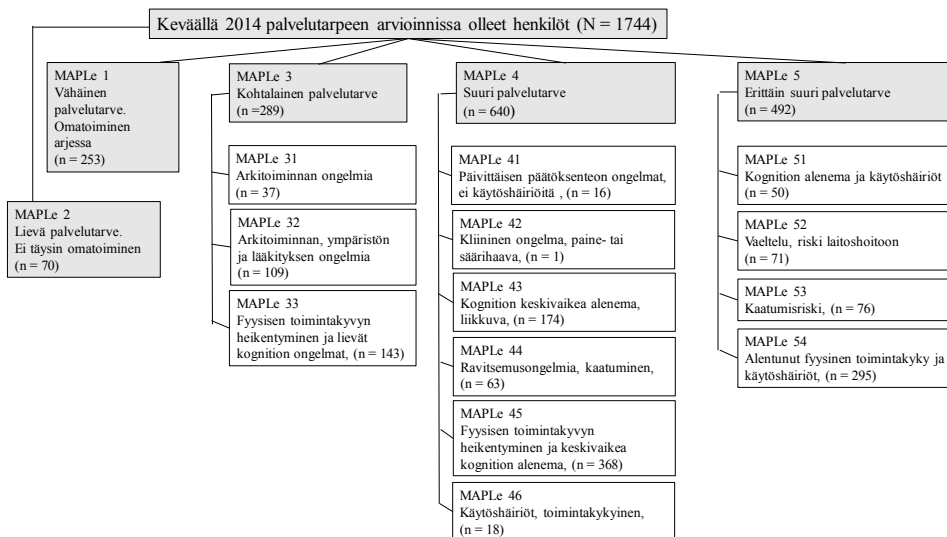 Keväällä 2014 palvelutarpeen arvioinnissa olleet henkilöt (N = 1744)
MAPLe 1
Vähäinen
palvelutarve.
Omatoiminen
arjessa
(n = 253)
MAPLe 2
Lievä palvelutarve.
Ei täysin omatoiminen
(n = 70)
MAPLe 3
Kohtalainen palvelutarve
(n =289)
MAPLe 31
Arkitoiminnan ongelmia
(n = 37)
MAPLe 32
Arkitoiminnan, ympäristön
ja lääkityksen ongelmia
(n = 109)
MAPLe 33
Fyysisen toimintakyvyn
heikentyminen ja lievät
kognition ongelmat, (n = 143)
MAPLe 4
Suuri palvelutarve
(n = 640)
MAPLe 41
Päivittäisen päätöksenteon ongelmat,
ei käytöshäiriöitä , (n = 16)
MAPLe 42
Kliininen ongelma, paine- tai
säärihaava, (n = 1)
MAPLe 43
Kognition keskivaikea alenema,
liikkuva, (n = 174)
MAPLe 44
Ravitsemusongelmia, kaatuminen,
(n = 63)
MAPLe 45
Fyysisen toimintakyvyn
heikentyminen ja keskivaikea
kognition alenema, (n = 368)
MAPLe 46
Käytöshäiriöt, toimintakykyinen,
(n = 18)
MAPLe 5
Erittäin suuri palvelutarve
(n = 492)
MAPLe 51
Kognition alenema ja käytöshäiriöt
(n = 50)
MAPLe 52
Vaeltelu, riski laitoshoitoon
(n = 71)
MAPLe 53
Kaatumisriski, (n = 76)
MAPLe 54
Alentunut fyysinen toimintakyky ja
käytöshäiriöt, (n = 295)